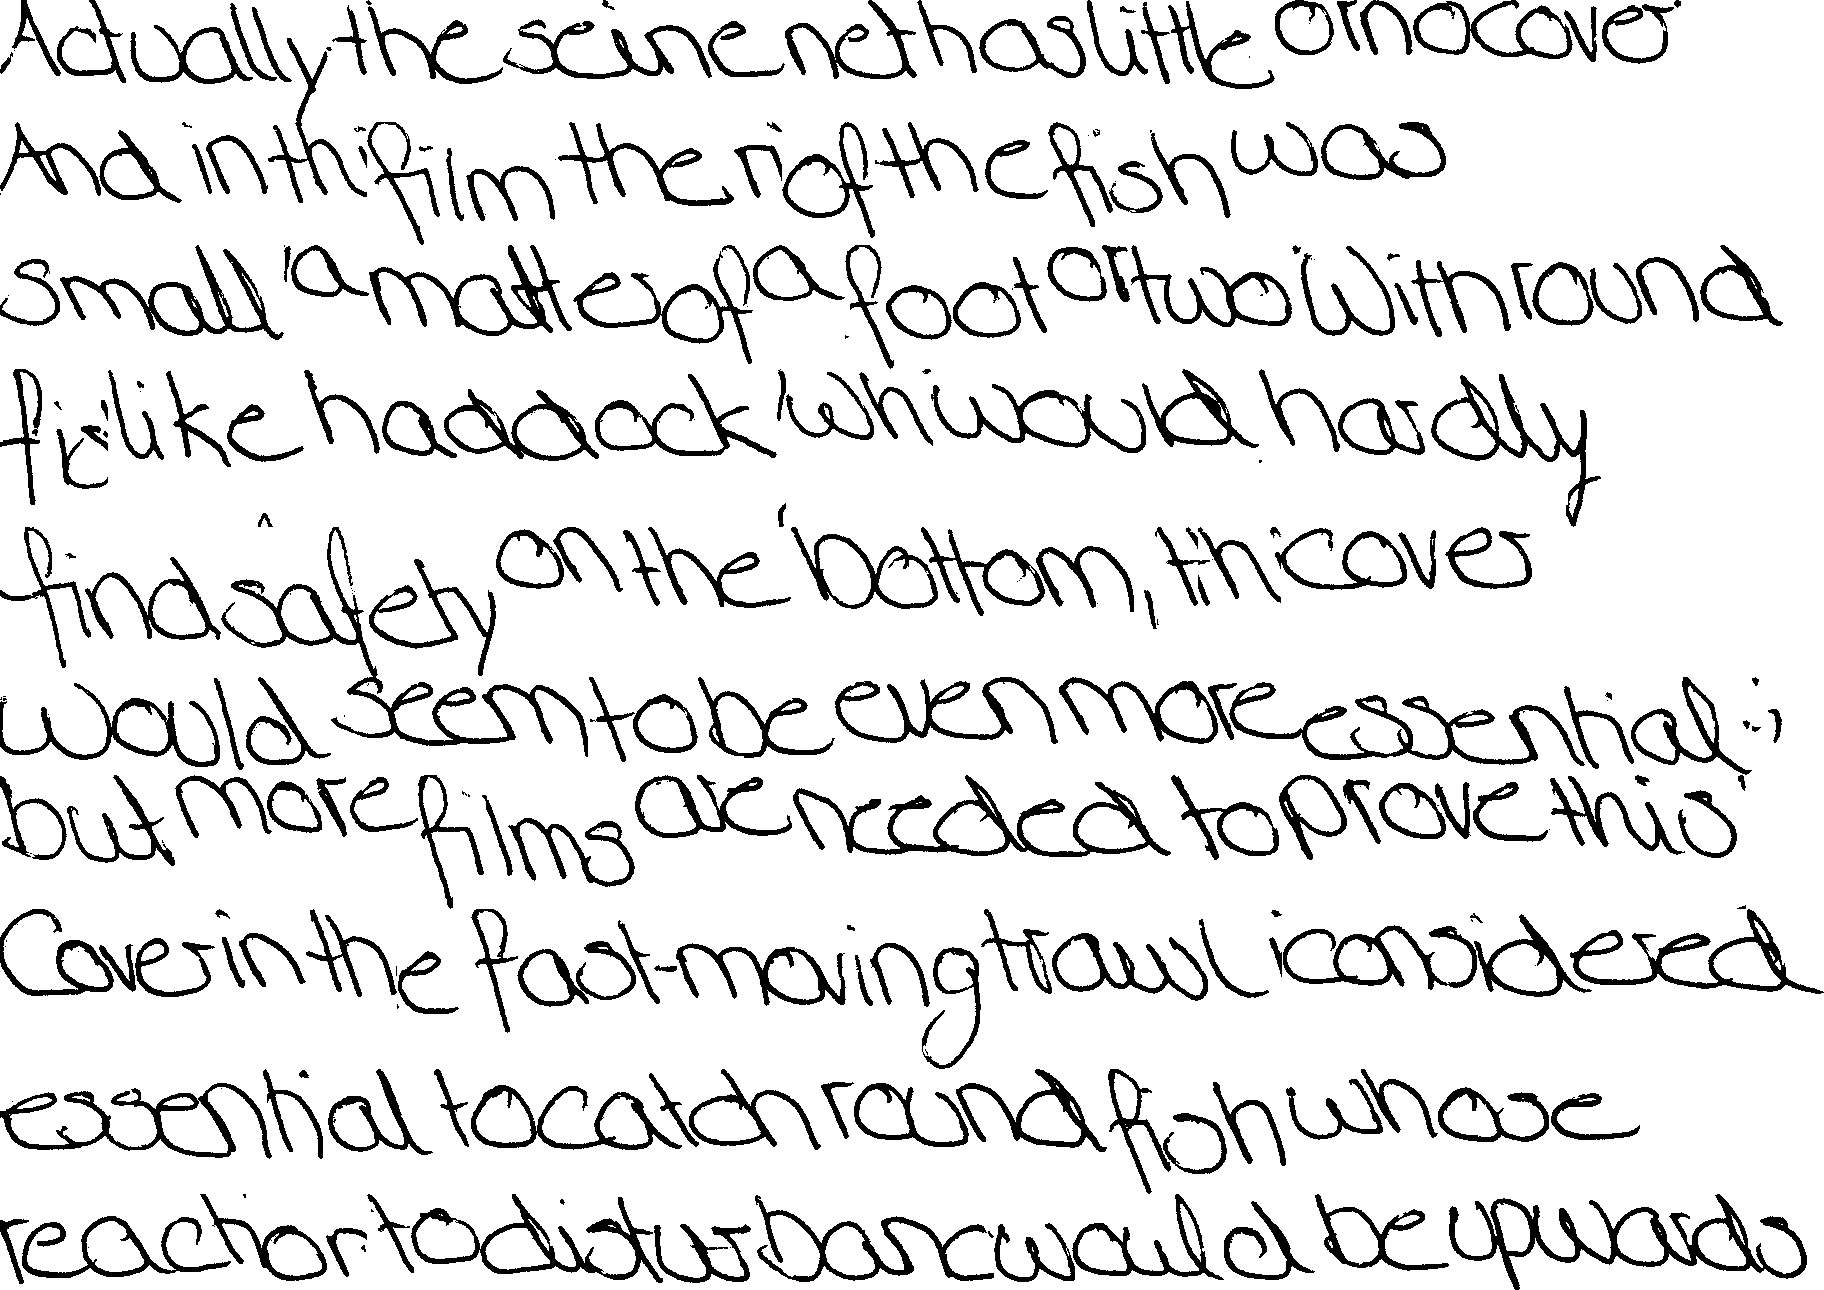 Actually the seine net has little or no cover
And in thi film the ri of the fish was
small a matter of a foot or two With round
fis like haddock whi would hardly
find safety on the bottom, thi cover
would seem to be even more essential ;
but more films are needed to prove this
Cover in the fast-moving trawl i considered
essential to catch round fish whose
reaction to disturbanc would be upwards